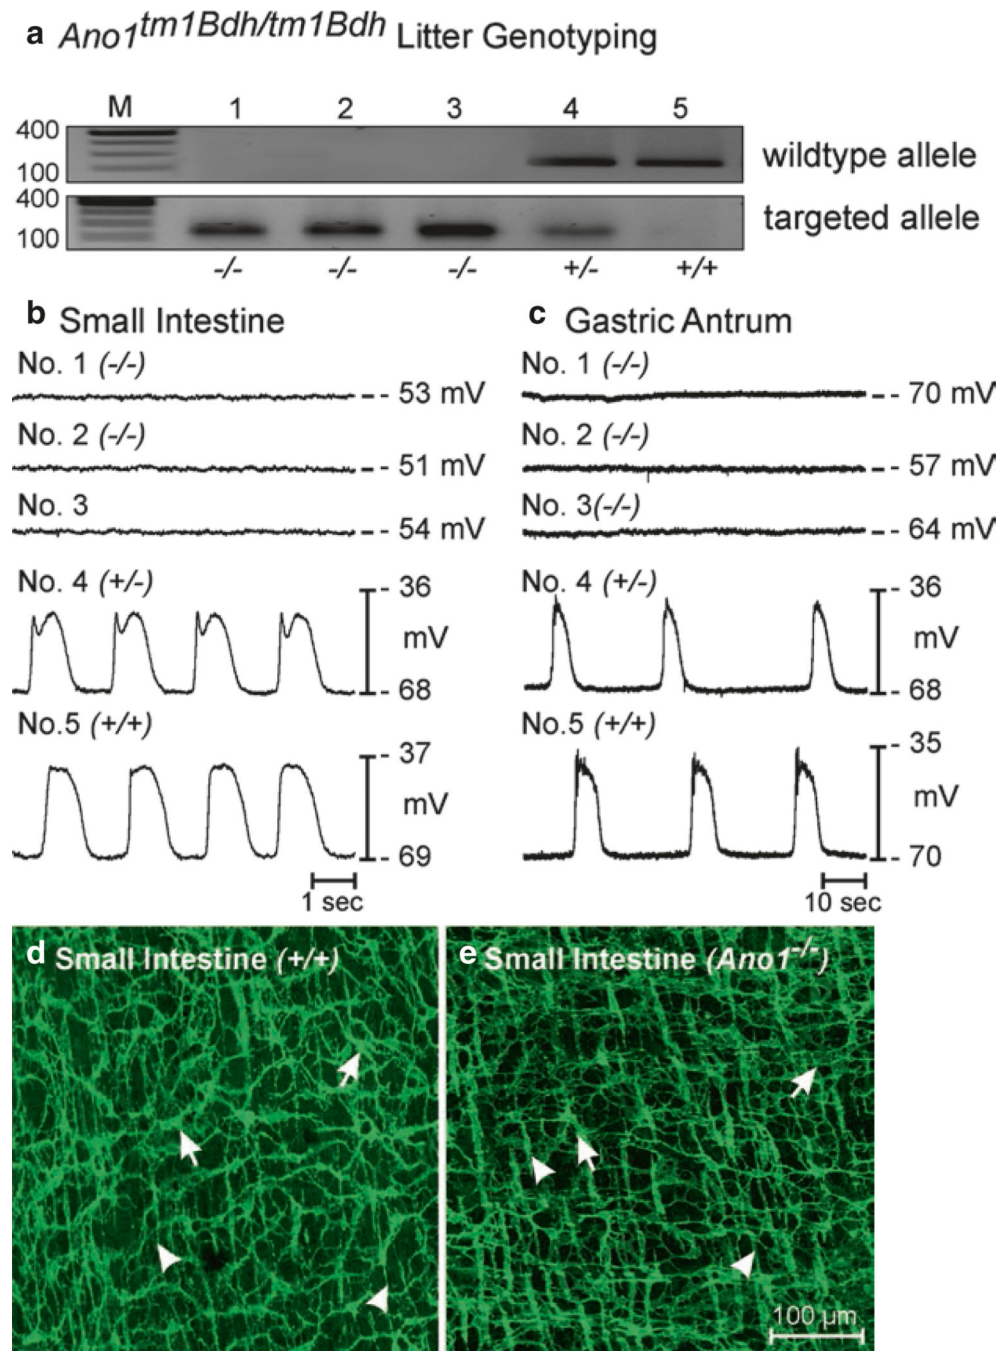 a Ano1tm1Bdh/tm1Bdh Litter Genotyping
M 1 2 3 4 5
400
100
wildtype allele
400
100
targeted allele
-/- -/- -/- +/- +/+
b Small Intestine
No. 1 (-/-)
53 mV
No. 2 (-/-)
51 mV
No. 3
54 mV
No. 4 (+/-)
36
mV
68
No.5 (+/+)
37
mV
69
1 sec
c Gastric Antrum
No. 1 (-/-)
70 mV
No. 2 (-/-)
57 mV
No. 3(-/-)
64 mV
No. 4 (+/-)
36
mV
68
No.5 (+/+)
35
mV
70
10 sec
d Small Intestine (+/+)
e Small Intestine (Ano1-/-)
100 µm